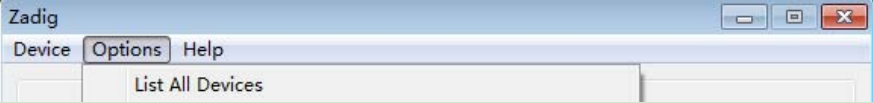 Zadig
Device Options Help
List All Devices